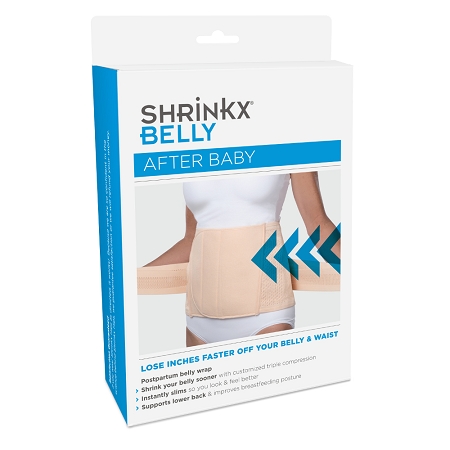 SHRiNKX®
BELLY
AFTER BABY
LOSE INCHES FASTER OFF YOUR BELLY & WAIST
Postpartum belly wrap
Shrink your belly sooner with customized triple compression
Instantly slims so you look & feel better
Supports lower back & improves breastfeeding posture